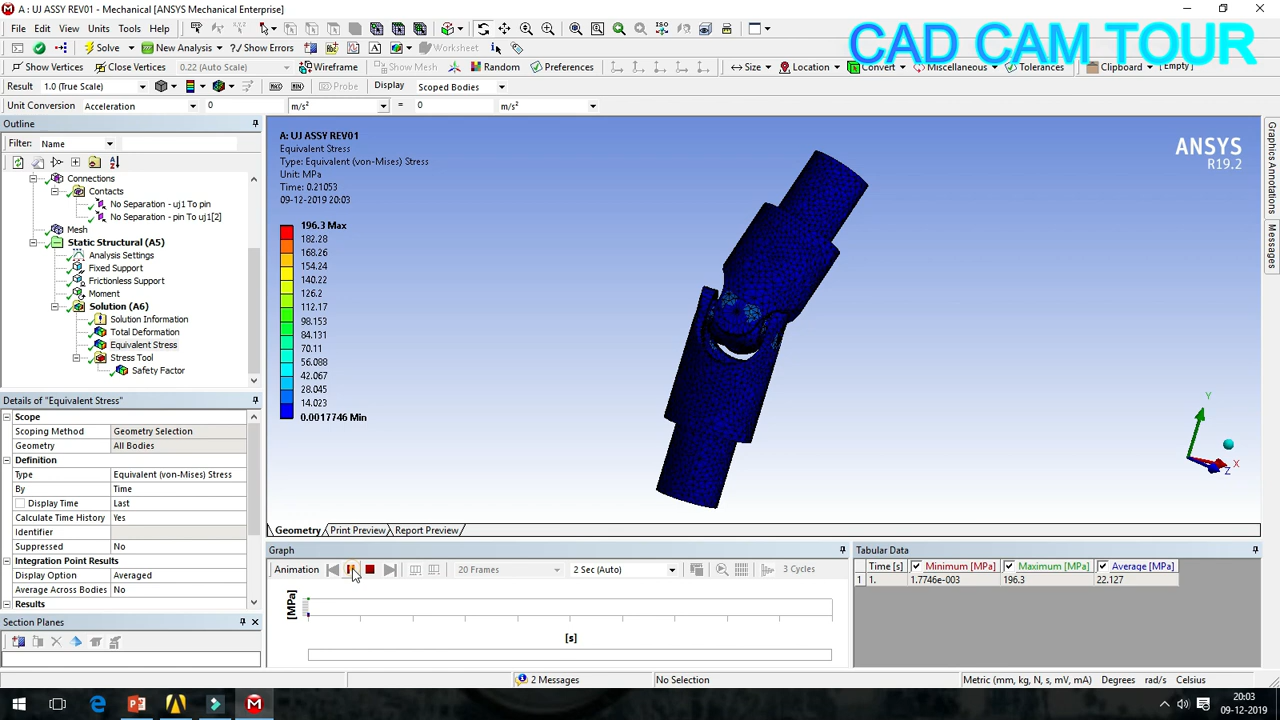 A : UJ ASSY REV01 - Mechanical [ANSYS Mechanical Enterprise]
File Edit View Units Tools Help
Solve New Analysis ? / Show Errors Worksheet
Show Vertices Close Vertices 0.22 (Auto Scale) Wireframe Show Mesh Random Preferences Size Location Convert Miscellaneous Tolerances Clipboard [Empty]
CAD CAM TOUR
Result 1.0 (True Scale) Probe Display Scoped Bodies
Unit Conversion Acceleration 0 m/s² = 0 m/s²
Outline
Filter: Name
Connections
Contacts
No Separation - uj1 To pin
No Separation - pin To uj1[2]
Mesh
Static Structural (A5)
Analysis Settings
Fixed Support
Frictionless Support
Moment
Solution (A6)
Solution Information
Total Deformation
Equivalent Stress
Stress Tool
Safety Factor
Details of "Equivalent Stress"
Scope
Scoping Method Geometry Selection
Geometry All Bodies
Definition
Type Equivalent (von-Mises) Stress
By Time
Display Time Last
Calculate Time History Yes
Identifier
Suppressed No
Integration Point Results
Display Option Averaged
Average Across Bodies No
Results
Section Planes
A: UJ ASSY REV01
Equivalent Stress
Type: Equivalent (von-Mises) Stress
Unit: MPa
Time: 0.21053
09-12-2019 20:03
196.3 Max
182.28
168.26
154.24
140.22
126.2
112.17
98.153
84.131
70.11
56.088
42.067
28.045
14.023
0.0017746 Min
ANSYS
R19.2
Y
X
Z
Graphics Annotations
Messages
Geometry Print Preview Report Preview
Graph
Animation 20 Frames 2 Sec (Auto) 3 Cycles
[MPa]
[s]
Tabular Data
Time [s] Minimum [MPa] Maximum [MPa] Average [MPa]
1 1. 1.7746e-003 196.3 22.127
2 Messages No Selection Metric (mm, kg, N, s, mV, mA) Degrees rad/s Celsius
20:03
09-12-2019